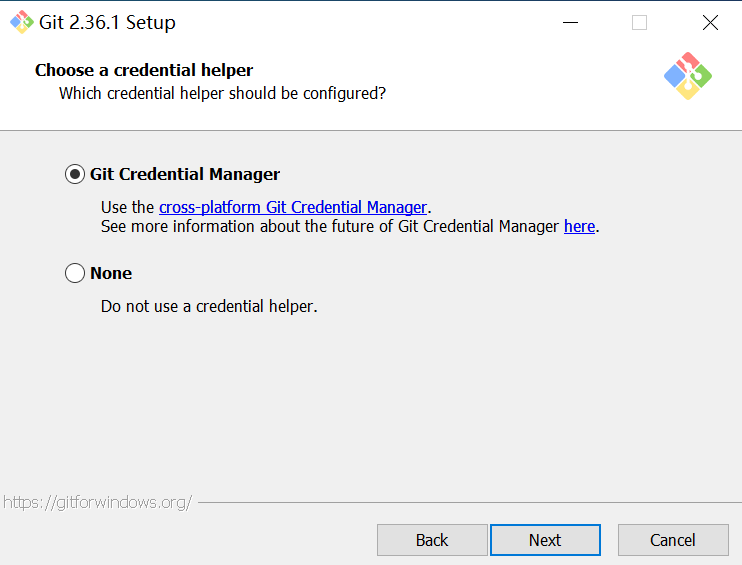 Git 2.36.1 Setup
Choose a credential helper
Which credential helper should be configured?
Git Credential Manager
Use the cross-platform Git Credential Manager.
See more information about the future of Git Credential Manager here.
None
Do not use a credential helper.
https://gitforwindows.org/
Back Next Cancel